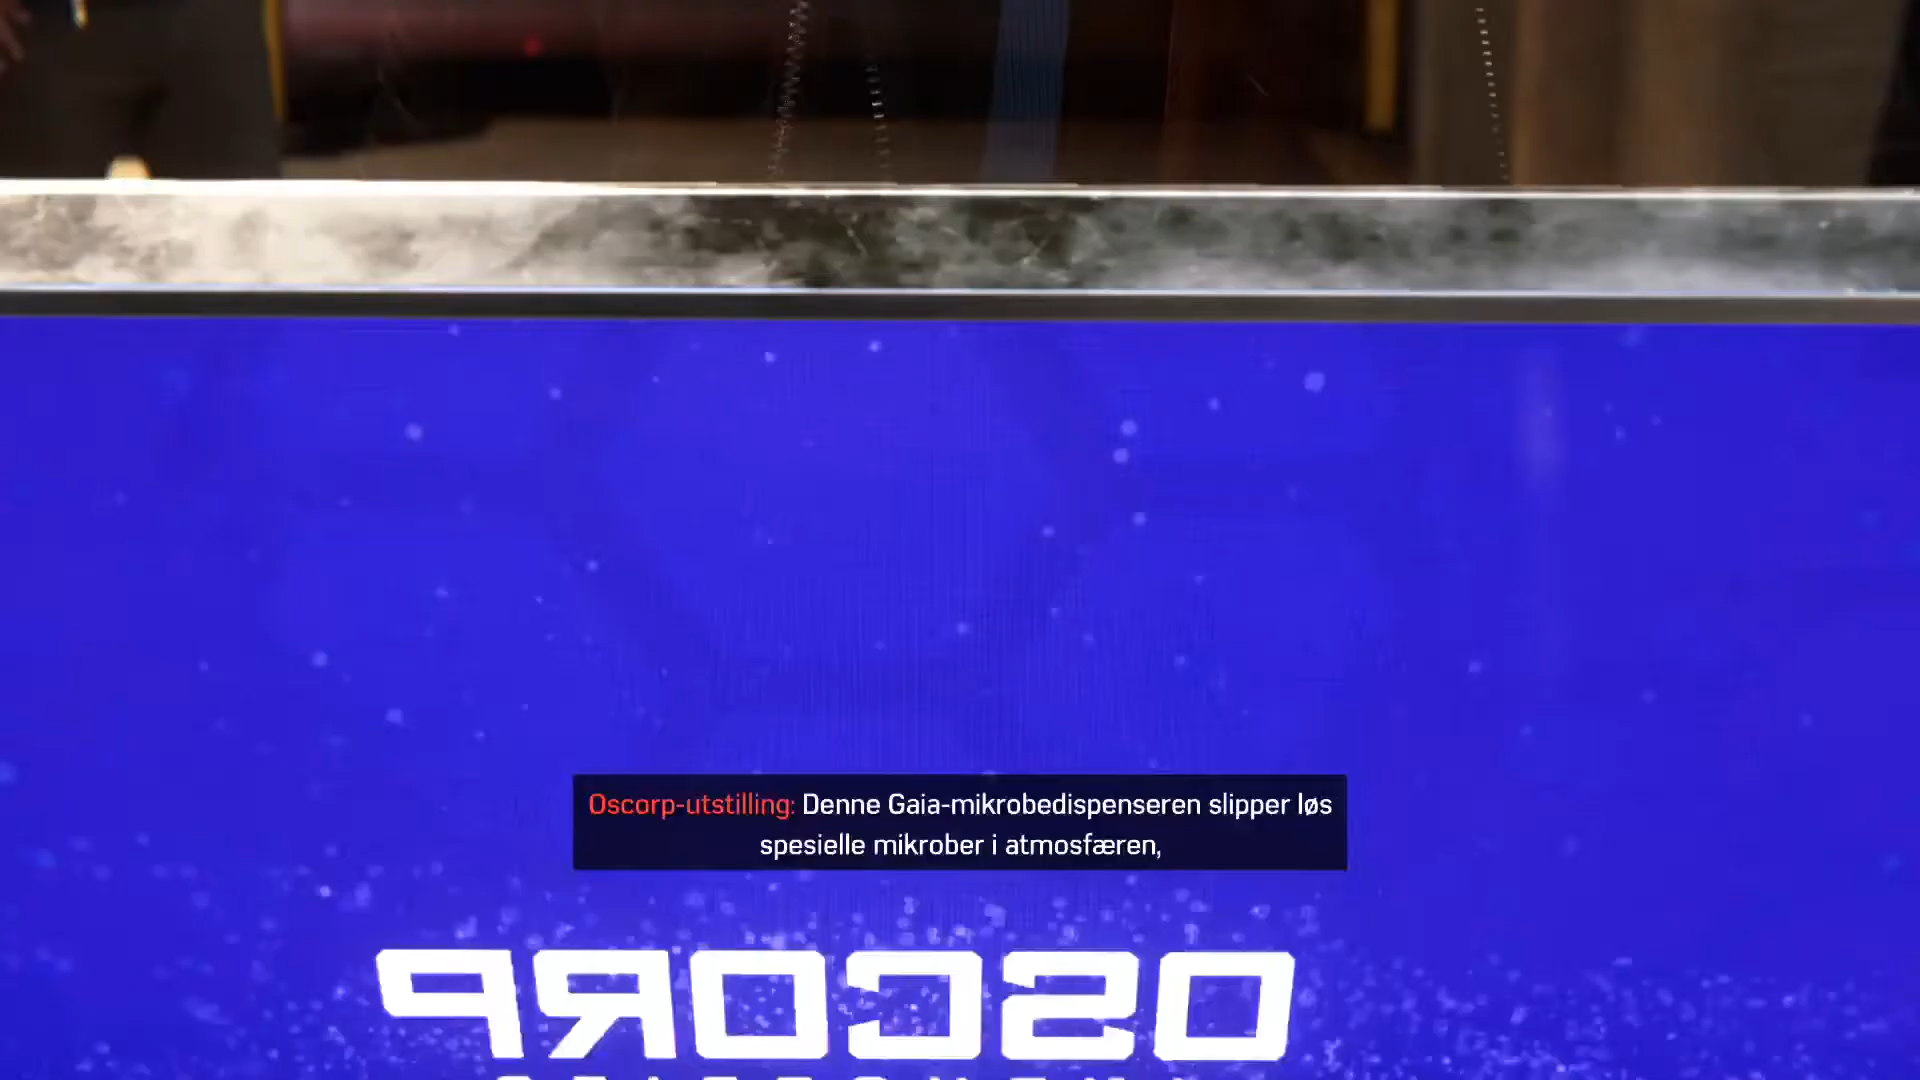 Oscorp-utstilling: Denne Gaia-mikrobedispenseren slipper løs
spesielle mikrober i atmosfæren,
OSCORP